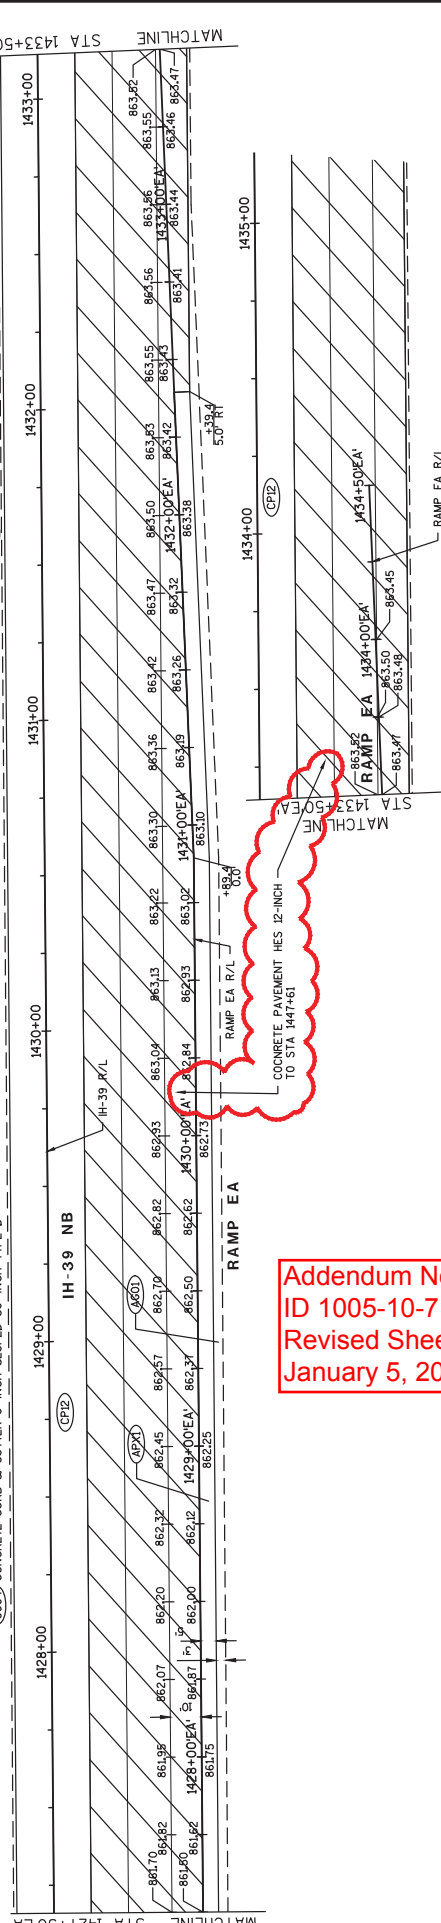 MATCHLINE STA 1433+50
1433+00
1432+00
1431+00
1430+00
1429+00
1428+00
IH-39 R/L
IH-39 NB
CP12
863.52
863.47
863.55
863.46
863.56
1433+00'EA'
863.44
863.56
863.41
863.55
863.43
863.53
863.42
+39.4
5.0' RT
863.50
1432+00'EA'
863.38
863.47
863.32
863.42
863.26
863.36
863.19
863.30
1431+00'EA'
863.10
+89.4
0.0'
863.22
863.02
863.13
862.93
RAMP EA R/L
863.04
862.84
862.93
1430+00'EA'
862.73
862.82
862.62
RAMP EA
AG01
862.70
862.50
862.57
862.37
APX1
862.45
1429+00'EA'
862.25
862.32
862.12
862.20
862.00
5'
3'
862.07
861.87
10'
861.95
1428+00'EA'
861.75
861.82
861.62
861.70
861.50
COCNRETE PAVEMENT HES 12-INCH
TO STA 1447+61
1435+00
1434+00
CP12
1434+50'EA'
RAMP EA R/L
1434+00'EA'
863.45
863.50
863.48
RAMP EA
863.52
863.47
MATCHLINE
STA 1433+50'EA'
Addendum No
ID 1005-10-7
Revised Shee
January 5, 20